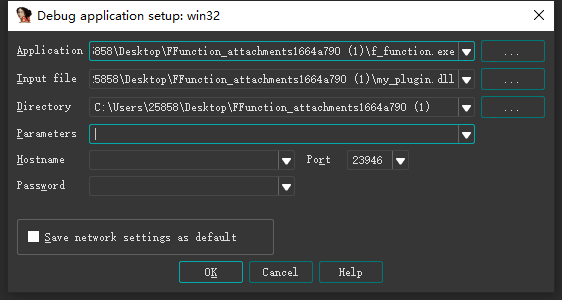 Debug application setup: win32
Application 5858\Desktop\FFunction_attachments1664a790 (1)\f_function.exe ...
Input file 25858\Desktop\FFunction_attachments1664a790 (1)\my_plugin.dll
Directory C:\Users\25858\Desktop\FFunction_attachments1664a790 (1) ...
Parameters
Hostname Port 23946
Password
Save network settings as default
OK Cancel Help